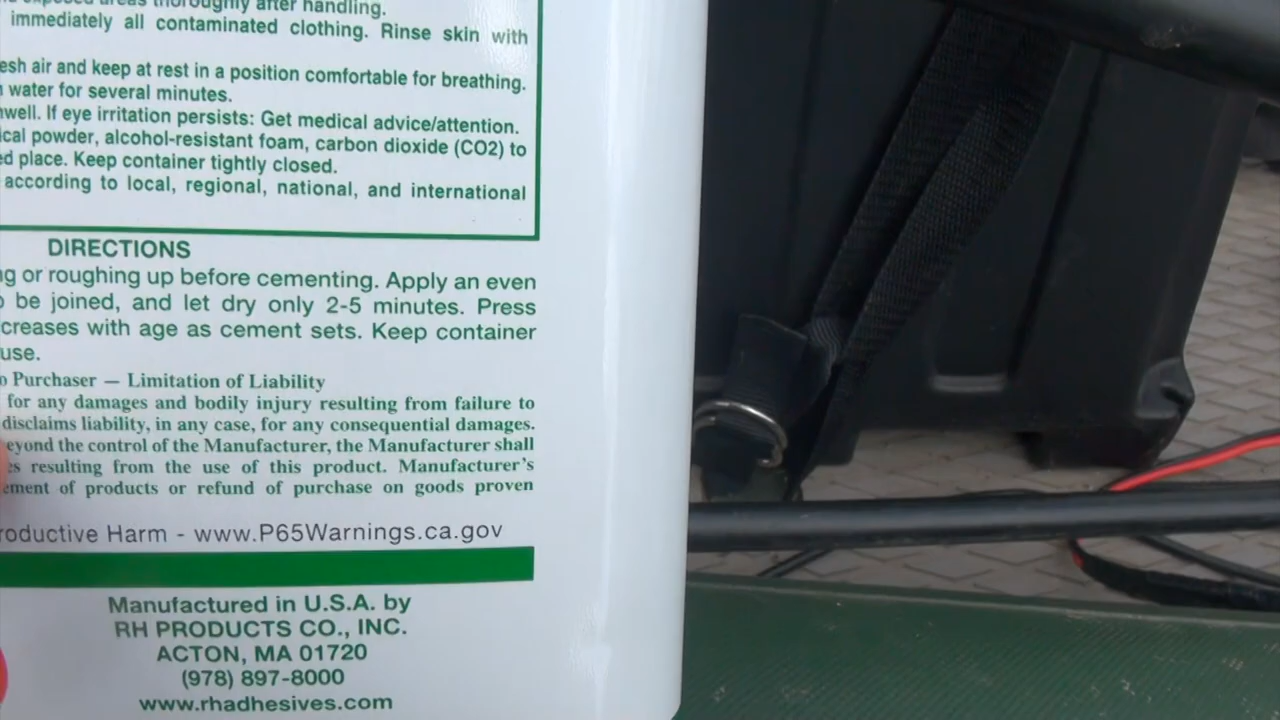 exposed areas thoroughly after handling.
immediately all contaminated clothing. Rinse skin with
esh air and keep at rest in a position comfortable for breathing.
water for several minutes.
well. If eye irritation persists: Get medical advice/attention.
ical powder, alcohol-resistant foam, carbon dioxide (CO2) to
ed place. Keep container tightly closed.
according to local, regional, national, and international
DIRECTIONS
ng or roughing up before cementing. Apply an even
o be joined, and let dry only 2-5 minutes. Press
creases with age as cement sets. Keep container
use.
o Purchaser — Limitation of Liability
for any damages and bodily injury resulting from failure to
disclaims liability, in any case, for any consequential damages.
eyond the control of the Manufacturer, the Manufacturer shall
es resulting from the use of this product. Manufacturer's
ement of products or refund of purchase on goods proven
roductive Harm - www.P65Warnings.ca.gov
Manufactured in U.S.A. by
RH PRODUCTS CO., INC.
ACTON, MA 01720
(978) 897-8000
www.rhadhesives.com